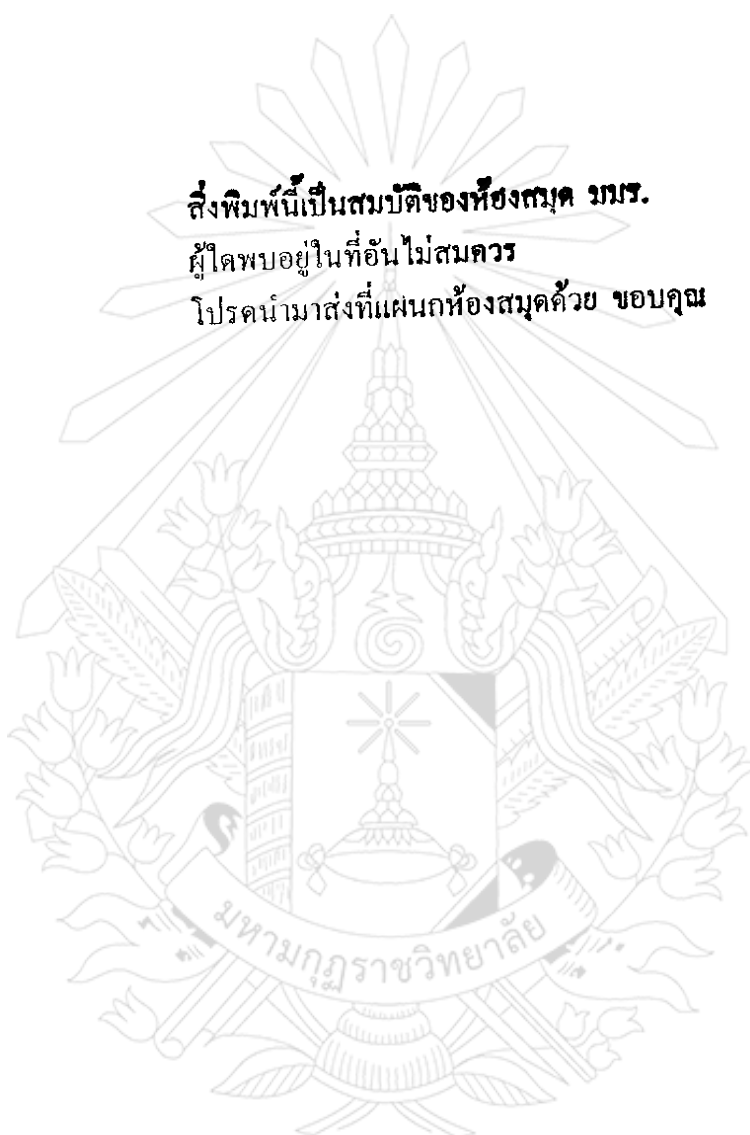 สิ่งพิมพ์นี้เป็นสมบัติของห้องสมุด มมร.
ผู้ใดพบอยู่ในที่อันไม่สมควร
โปรดนำมาส่งที่แผนกห้องสมุดด้วย ขอบคุณ
มหามกุฏราชวิทยาลัย